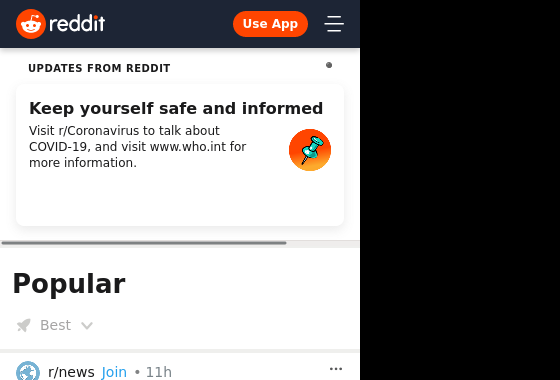 reddit
Use App
UPDATES FROM REDDIT
Keep yourself safe and informed
Visit r/Coronavirus to talk about
COVID-19, and visit www.who.int for
more information.
Popular
Best
r/news Join • 11h